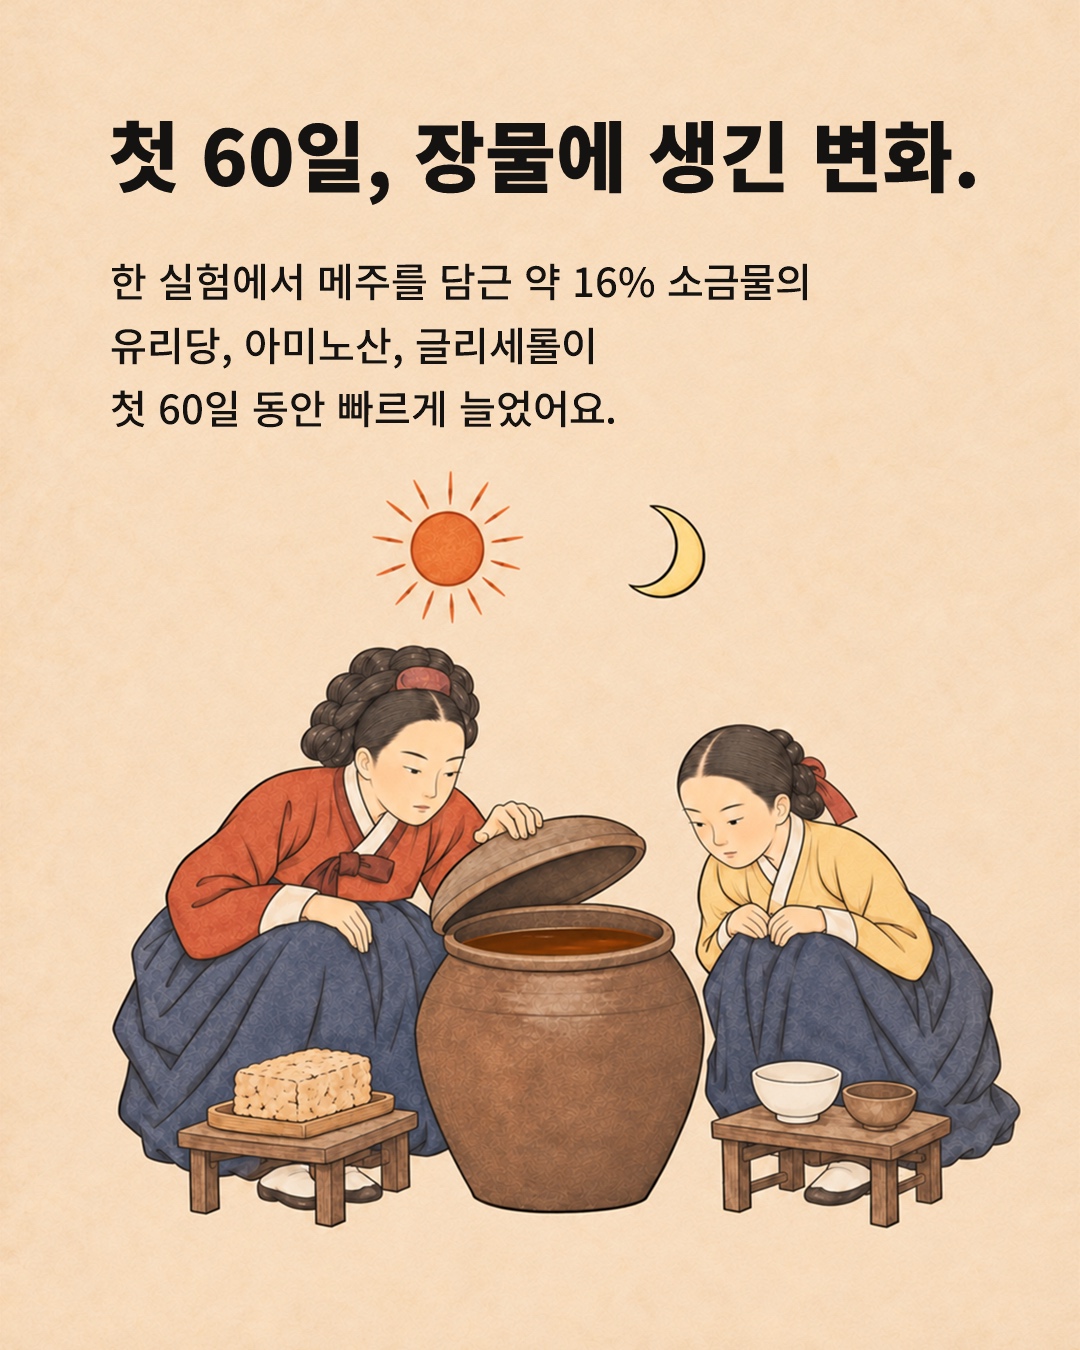 첫 60일, 장물에 생긴 변화.
한 실험에서 메주를 담근 약 16% 소금물의
유리당, 아미노산, 글리세롤이
첫 60일 동안 빠르게 늘었어요.